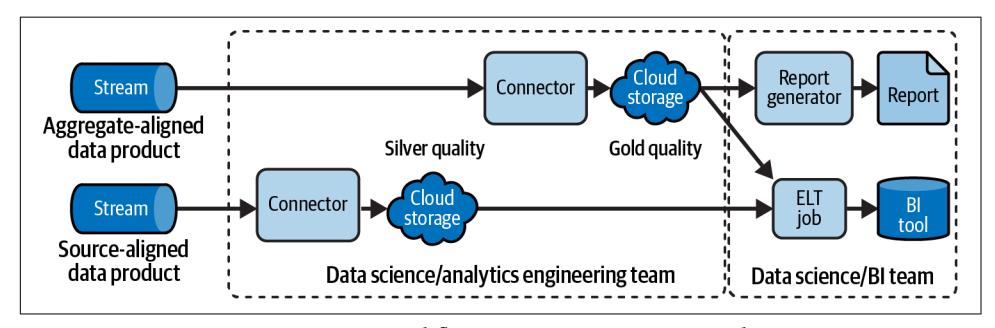 Stream
Aggregate-aligned
data product
Connector
Cloud
storage
Report
generator
Report
Silver quality
Gold quality
Stream
Source-aligned
data product
Connector
Cloud
storage
ELT
job
BI
tool
Data science/analytics engineering team
Data science/BI team